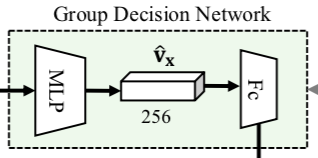 Group Decision Network
MLP
v̂x
256
Fc